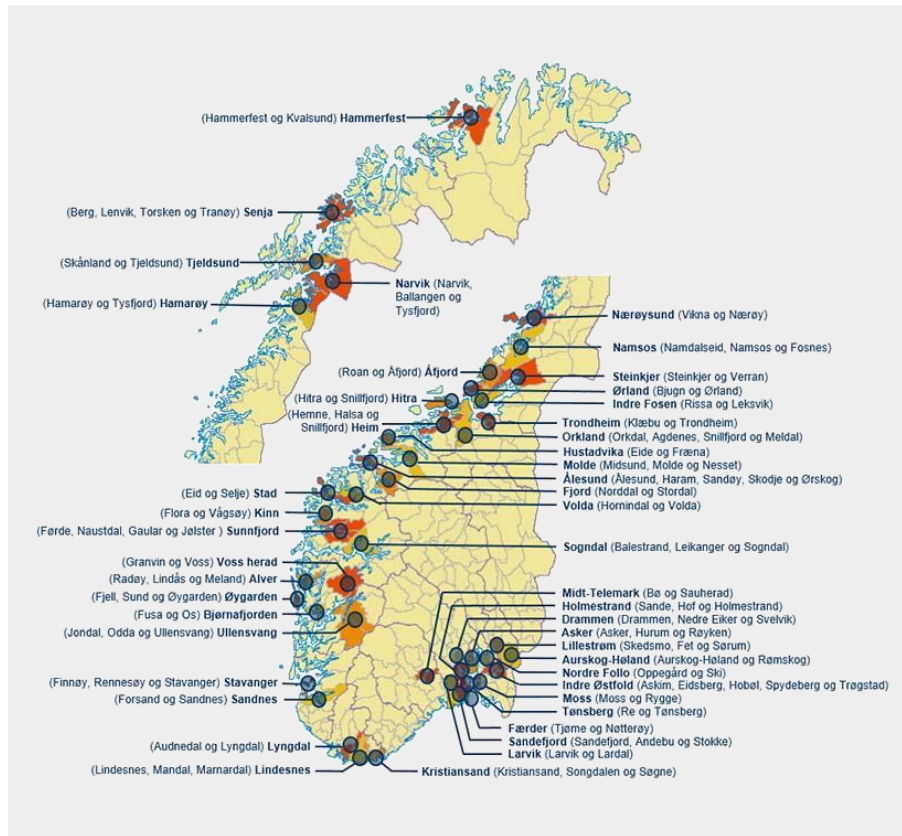 (Hammerfest og Kvalsund) Hammerfest
(Berg, Lenvik, Torsken og Tranøy) Senja
(Skånland og Tjeldsund) Tjeldsund
Narvik (Narvik,
Ballangen og
Tysfjord)
(Hamarøy og Tysfjord) Hamarøy
Nærøysund (Vikna og Nærøy)
Namsos (Namdalseid, Namsos og Fosnes)
(Roan og Åfjord) Åfjord
Steinkjer (Steinkjer og Verran)
Ørland (Bjugn og Ørland)
(Hitra og Snillfjord) Hitra
Indre Fosen (Rissa og Leksvik)
(Hemne, Halsa og
Snillfjord) Heim
Trondheim (Klæbu og Trondheim)
Orkland (Orkdal, Agdenes, Snillfjord og Meldal)
Hustadvika (Eide og Fræna)
Molde (Midsund, Molde og Nesset)
Ålesund (Ålesund, Haram, Sandøy, Skodje og Ørskog)
Fjord (Norddal og Stordal)
(Eid og Selje) Stad
Volda (Hornindal og Volda)
(Flora og Vågsøy) Kinn
(Førde, Naustdal, Gaular og Jølster ) Sunnfjord
Sogndal (Balestrand, Leikanger og Sogndal)
(Granvin og Voss) Voss herad
(Radøy, Lindås og Meland) Alver
(Fjell, Sund og Øygarden) Øygarden
(Fusa og Os) Bjørnafjorden
(Jondal, Odda og Ullensvang) Ullensvang
Midt-Telemark (Bø og Sauherad)
Holmestrand (Sande, Hof og Holmestrand)
Drammen (Drammen, Nedre Eiker og Svelvik)
Asker (Asker, Hurum og Røyken)
Lillestrøm (Skedsmo, Fet og Sørum)
Aurskog-Høland (Aurskog-Høland og Rømskog)
Nordre Follo (Oppegård og Ski)
Indre Østfold (Askim, Eidsberg, Hobøl, Spydeberg og Trøgstad)
Moss (Moss og Rygge)
Tønsberg (Re og Tønsberg)
(Finnøy, Rennesøy og Stavanger) Stavanger
(Forsand og Sandnes) Sandnes
Færder (Tjøme og Nøtterøy)
Sandefjord (Sandefjord, Andebu og Stokke)
Larvik (Larvik og Lardal)
(Audnedal og Lyngdal) Lyngdal
(Lindesnes, Mandal, Marnardal) Lindesnes
Kristiansand (Kristiansand, Songdalen og Søgne)